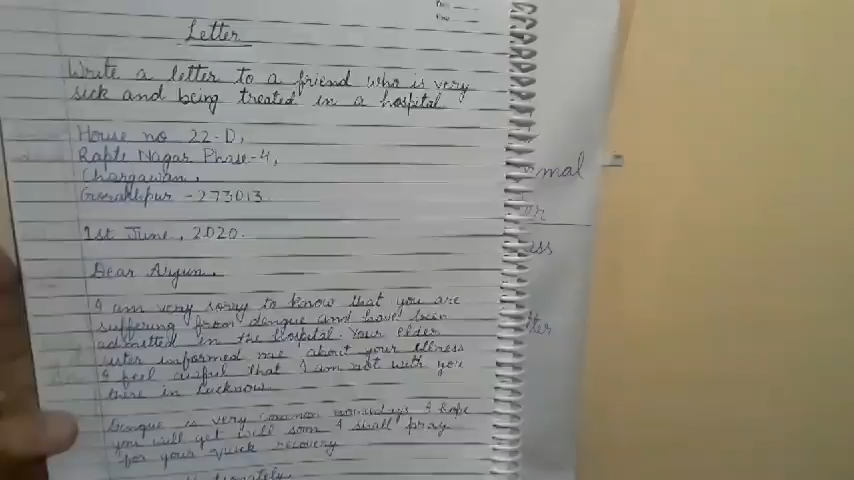 Letter
Write a letter to a friend who is very
sick and being treated in a hospital
House no 22-D,
Rapti Nagar Phase-4,
Chargawan,
Gorakhpur - 273013
1st June, 2020.
Dear Arjun,
I am very sorry to know that you are
suffering from dengue and have been
admitted in the hospital. Your elder
sister informed me about your illness
I feel awful that I am not with you
there in Lucknow.
Dengue is very common nowadays I hope
you will get well soon I shall pray
for your quick recovery
mal
ass